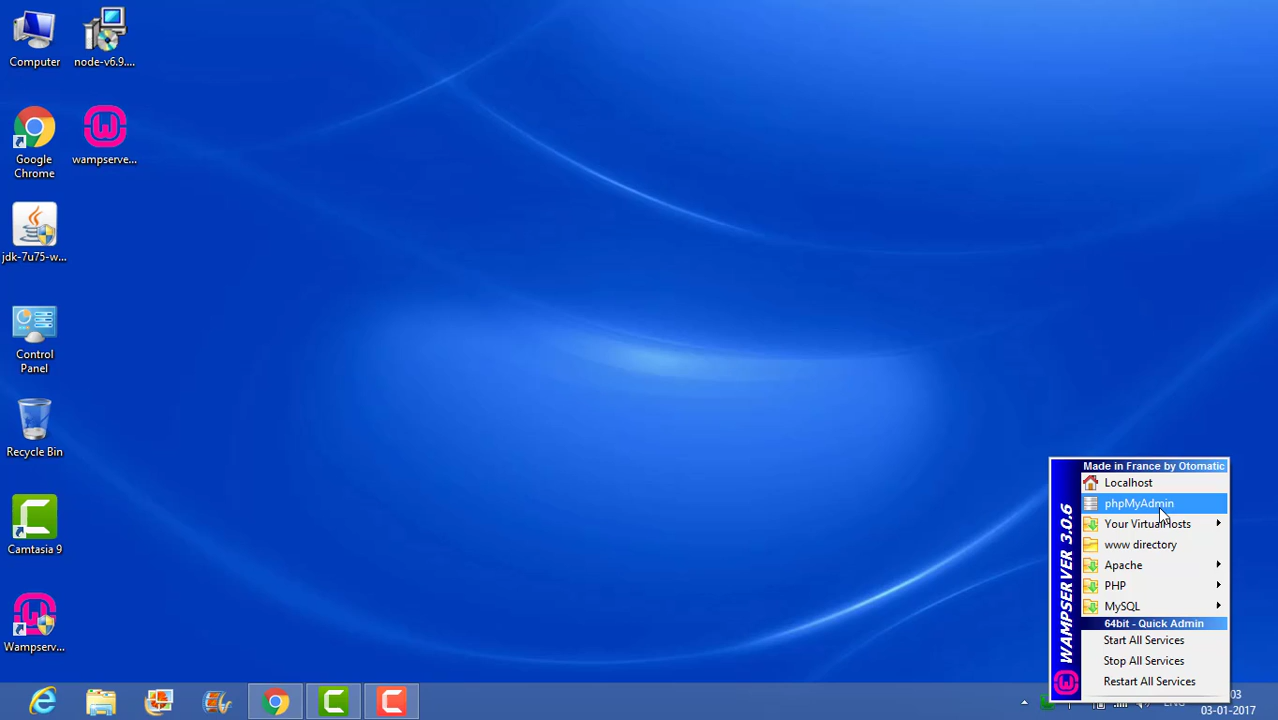 Computer
node-v6.9....
Google
Chrome
wampserve...
jdk-7u75-w...
Control
Panel
Recycle Bin
Camtasia 9
Wampserv...
Made in France by Otomatic
Localhost
phpMyAdmin
Your VirtualHosts
www directory
Apache
PHP
MySQL
64bit - Quick Admin
Start All Services
Stop All Services
Restart All Services
WAMPSERVER 3.0.6
03-01-2017